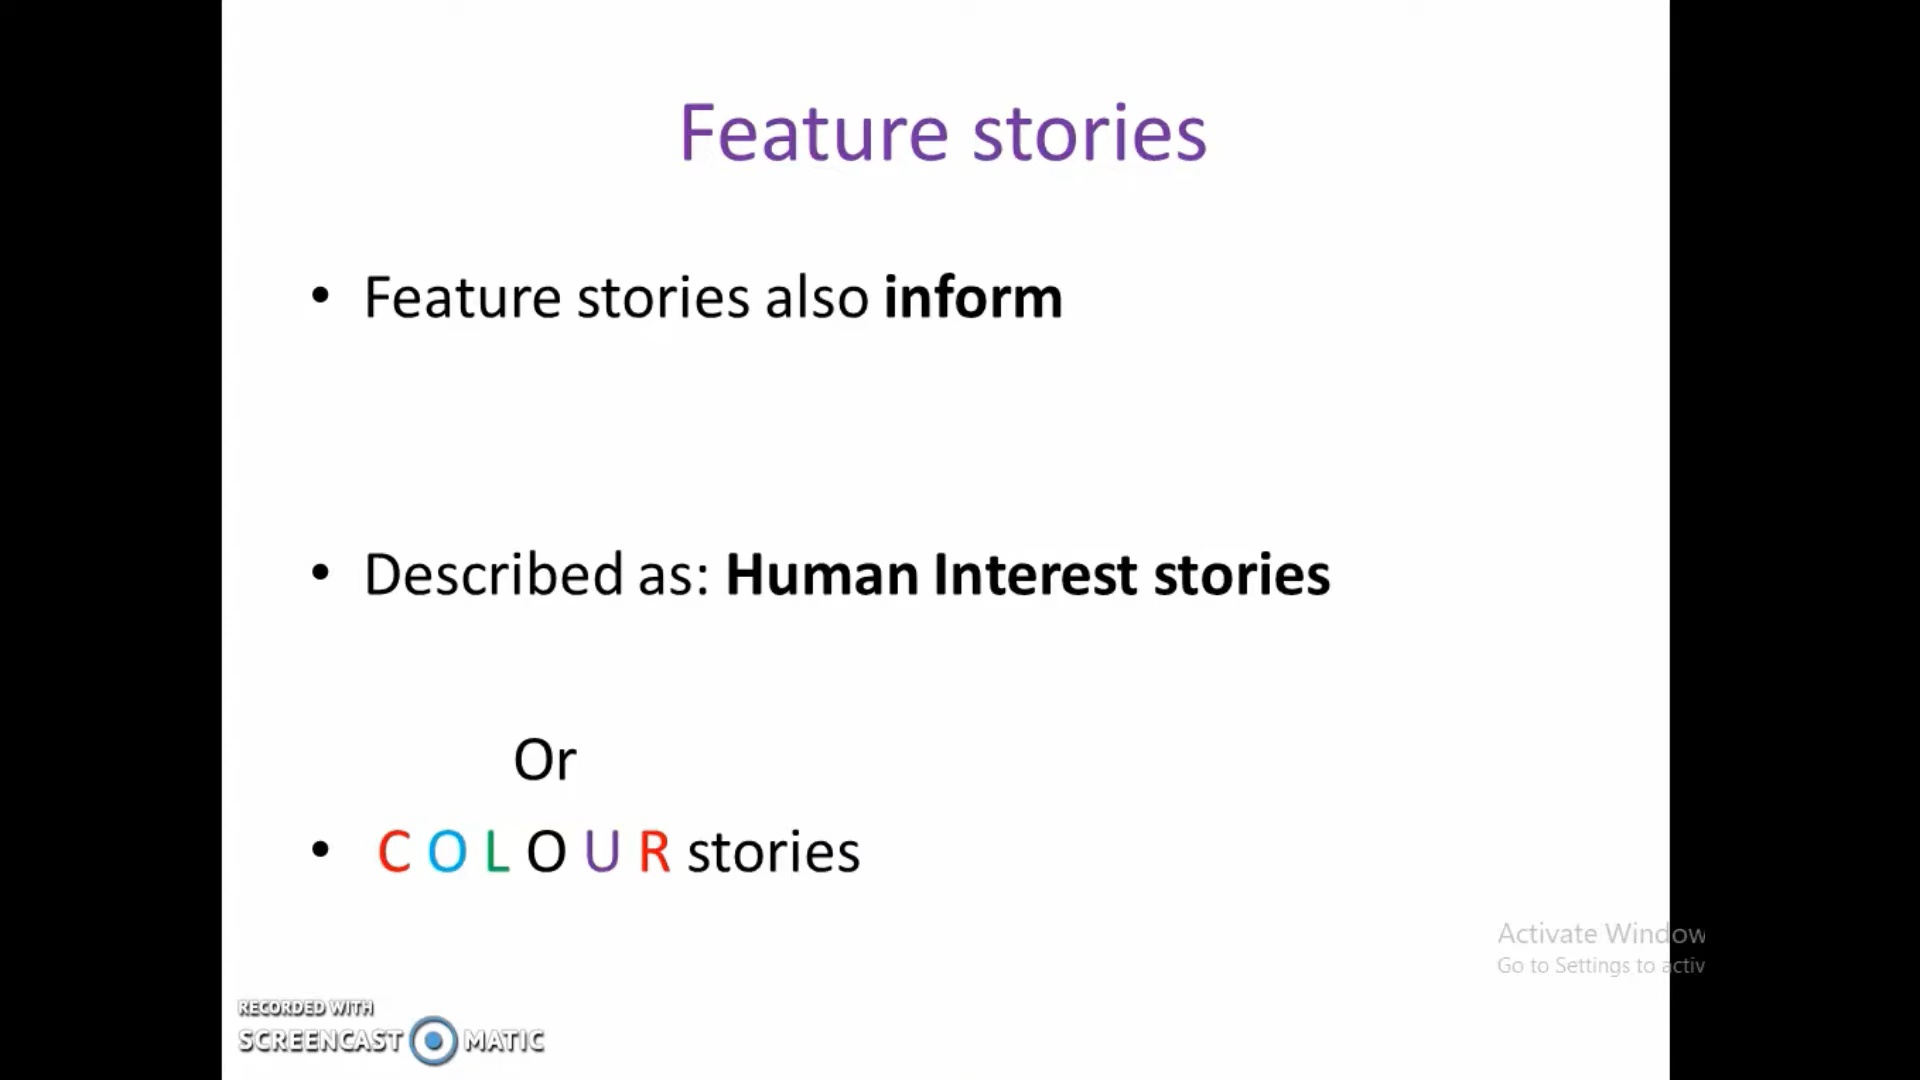 Feature stories
• Feature stories also inform
• Described as: Human Interest stories
Or
• C O L O U R stories
Activate Window
Go to Settings to activ
RECORDED WITH
SCREENCAST MATIC